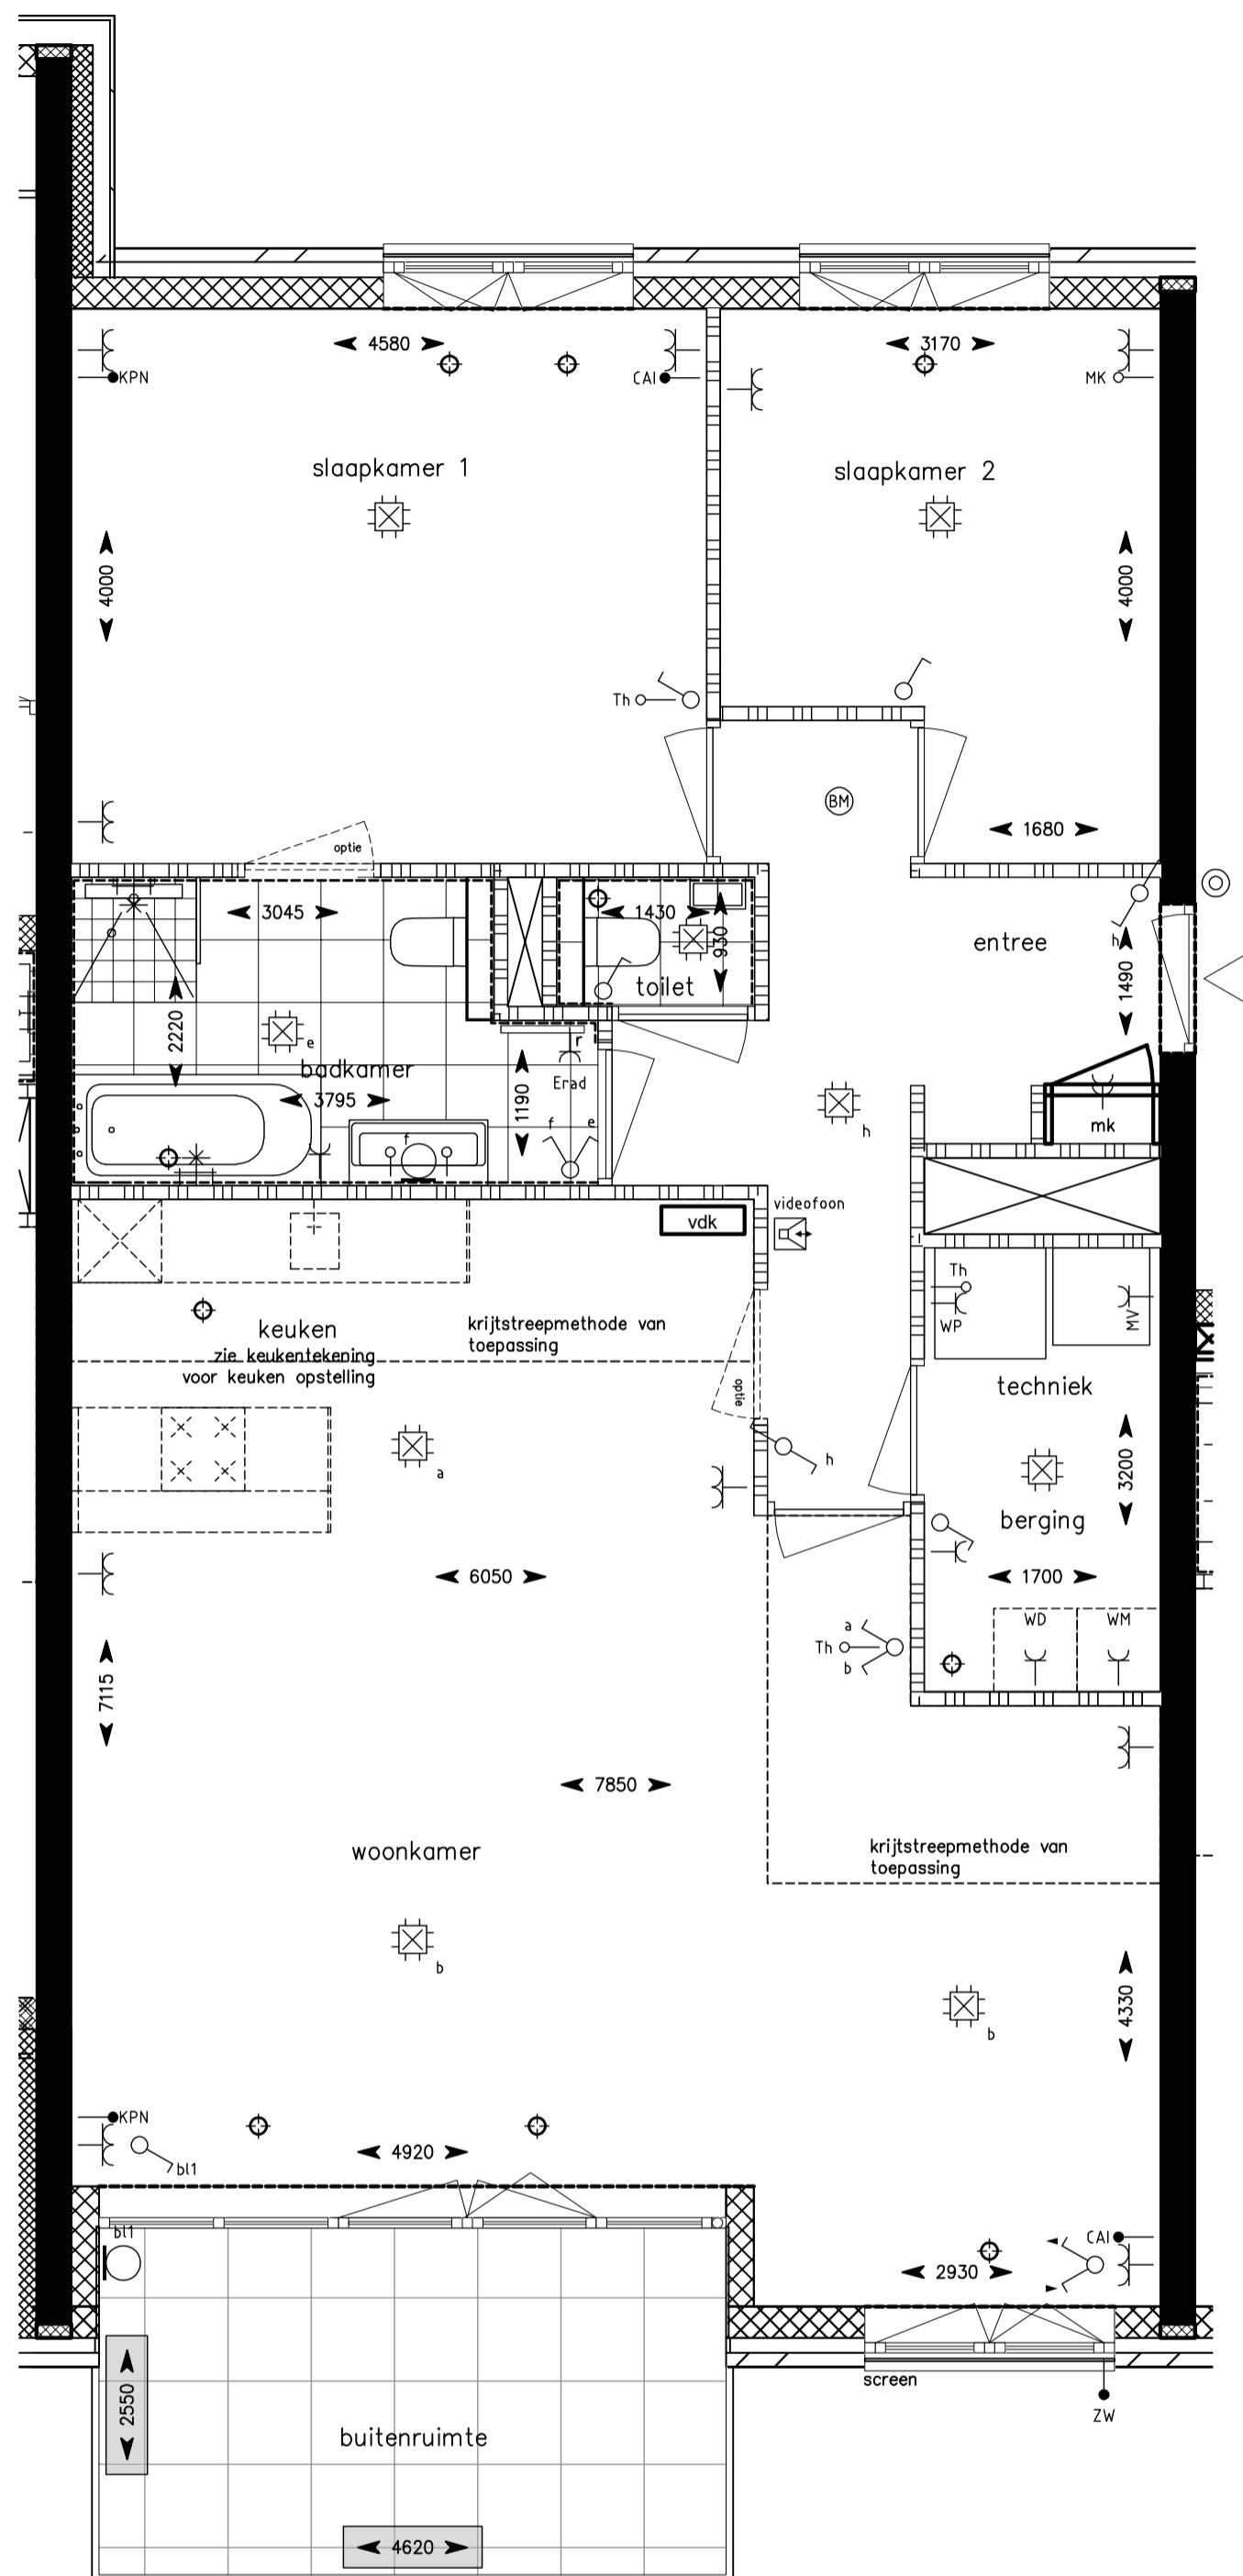 4580
3170
KPN
CAI
MK
slaapkamer 1
slaapkamer 2
4000
4000
Th
BM
optie
1680
3045
1430
930
entree
h
1490
toilet
2220
e
badkamer
r
Erad
3795
1190
f
e
f
h
mk
vdk
videofoon
Th
WP
MV
keuken
zie keukentekening
voor keuken opstelling
krijtstreepmethode van
toepassing
optie
techniek
a
h
3200
berging
6050
1700
WD
WM
a
Th
b
7115
7850
woonkamer
krijtstreepmethode van
toepassing
b
b
4330
KPN
bl1
4920
bl1
CAI
2930
screen
ZW
2550
buitenruimte
4620